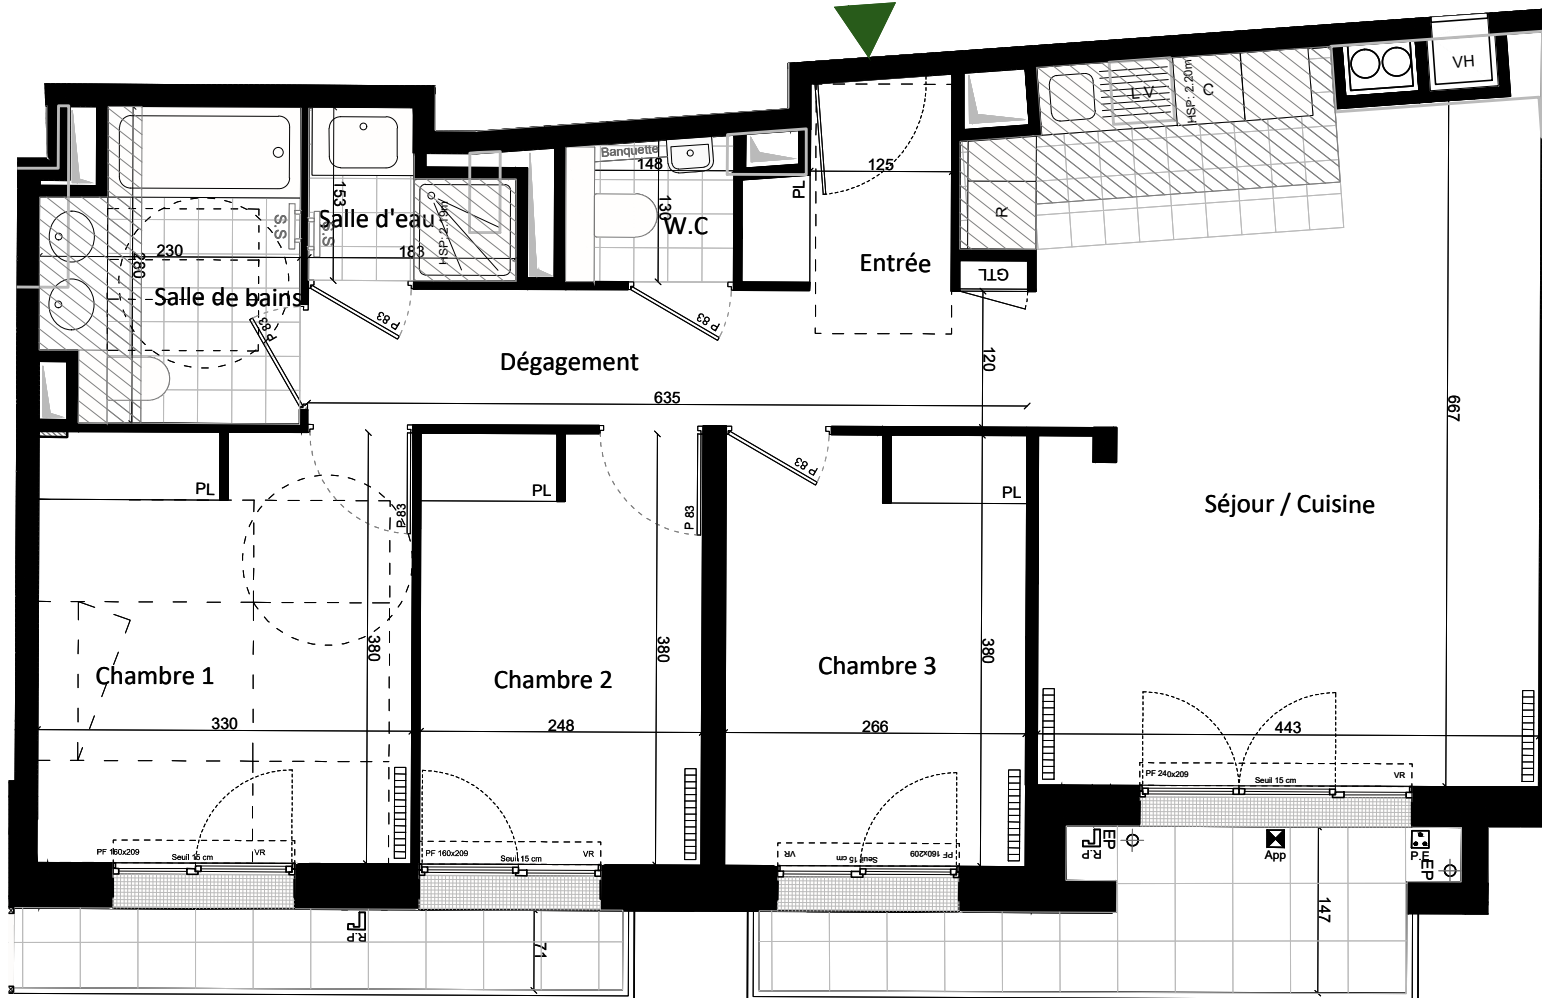 VH
L.V
C
HSP: 2.20m
Banquette
148
125
153
130
PL
S.S
S.S
Salle d'eau
HSP: 2.19m
W.C
R
230
280
183
Entrée
GTL
Salle de bains
P 83
P 83
P 83
Dégagement
120
635
667
P 83
PL
PL
PL
P 83
P 83
Séjour / Cuisine
380
380
380
Chambre 1
Chambre 2
Chambre 3
330
248
266
443
PF 240x209
Seuil 15 cm
VR
PF 160x209
Seuil 15 cm
VR
PF 160x209
Seuil 15 cm
VR
VR
Seuil 15 cm
PF 160x209
EP
R.P
App
P.E
EP
R.P
71
147